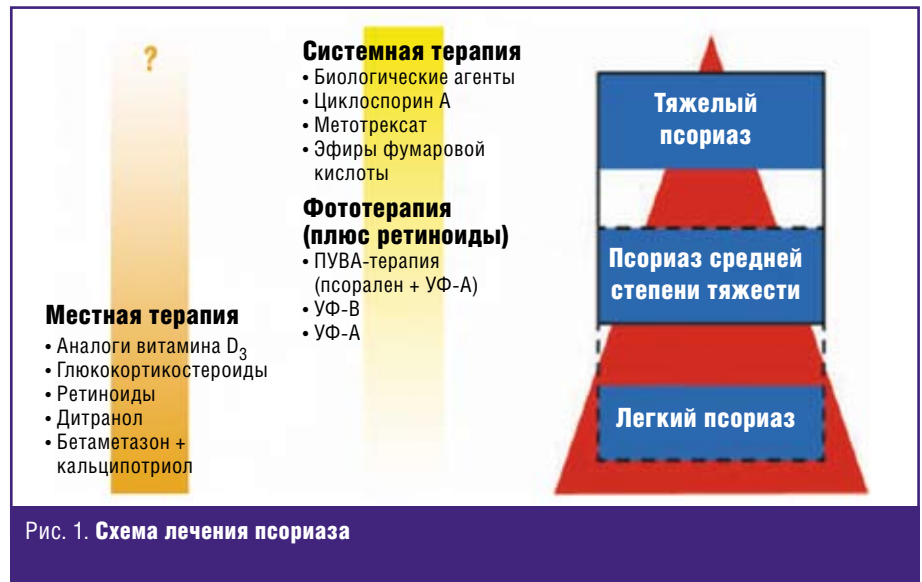 ?
Местная терапия
• Аналоги витамина D3
• Глюкокортикостероиды
• Ретиноиды
• Дитранол
• Бетаметазон +
кальципотриол
Системная терапия
• Биологические агенты
• Циклоспорин А
• Метотрексат
• Эфиры фумаровой
кислоты
Фототерапия
(плюс ретиноиды)
• ПУВА-терапия
(псорален + УФ-А)
• УФ-В
• УФ-А
Тяжелый
псориаз
Псориаз средней
степени тяжести
Легкий псориаз
Рис. 1. Схема лечения псориаза